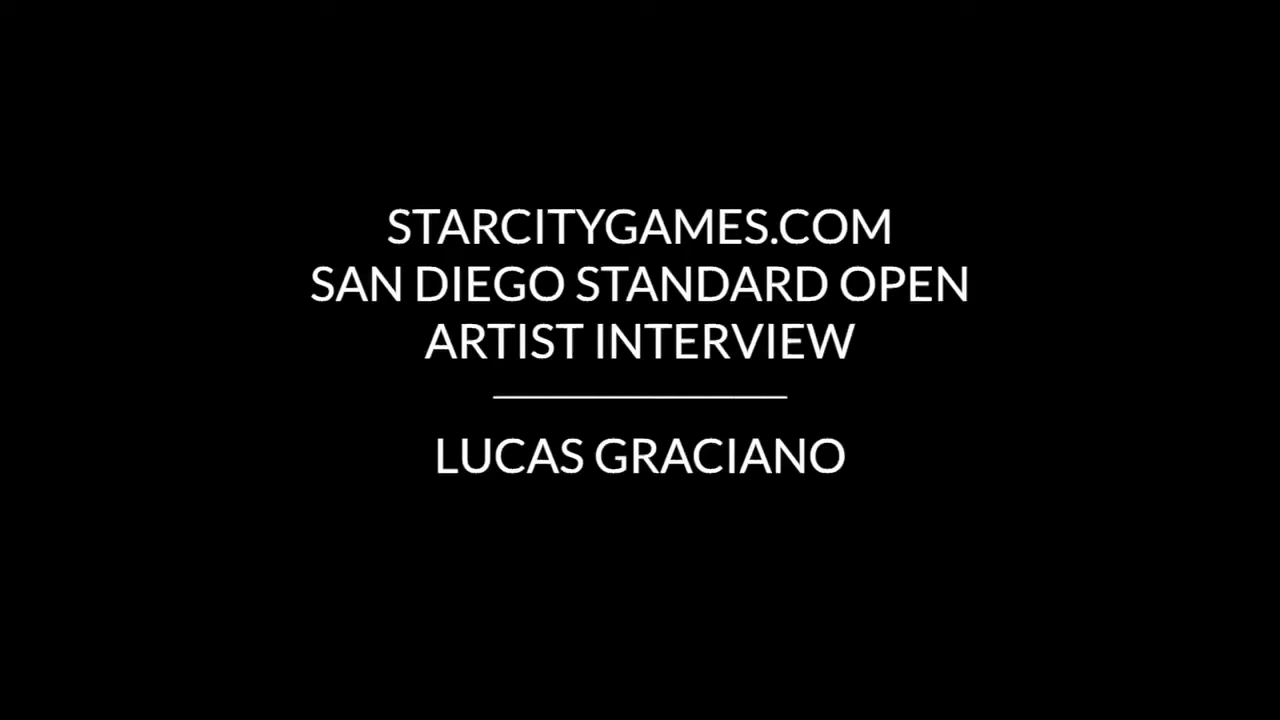 STARCITYGAMES.COM
SAN DIEGO STANDARD OPEN
ARTIST INTERVIEW
LUCAS GRACIANO